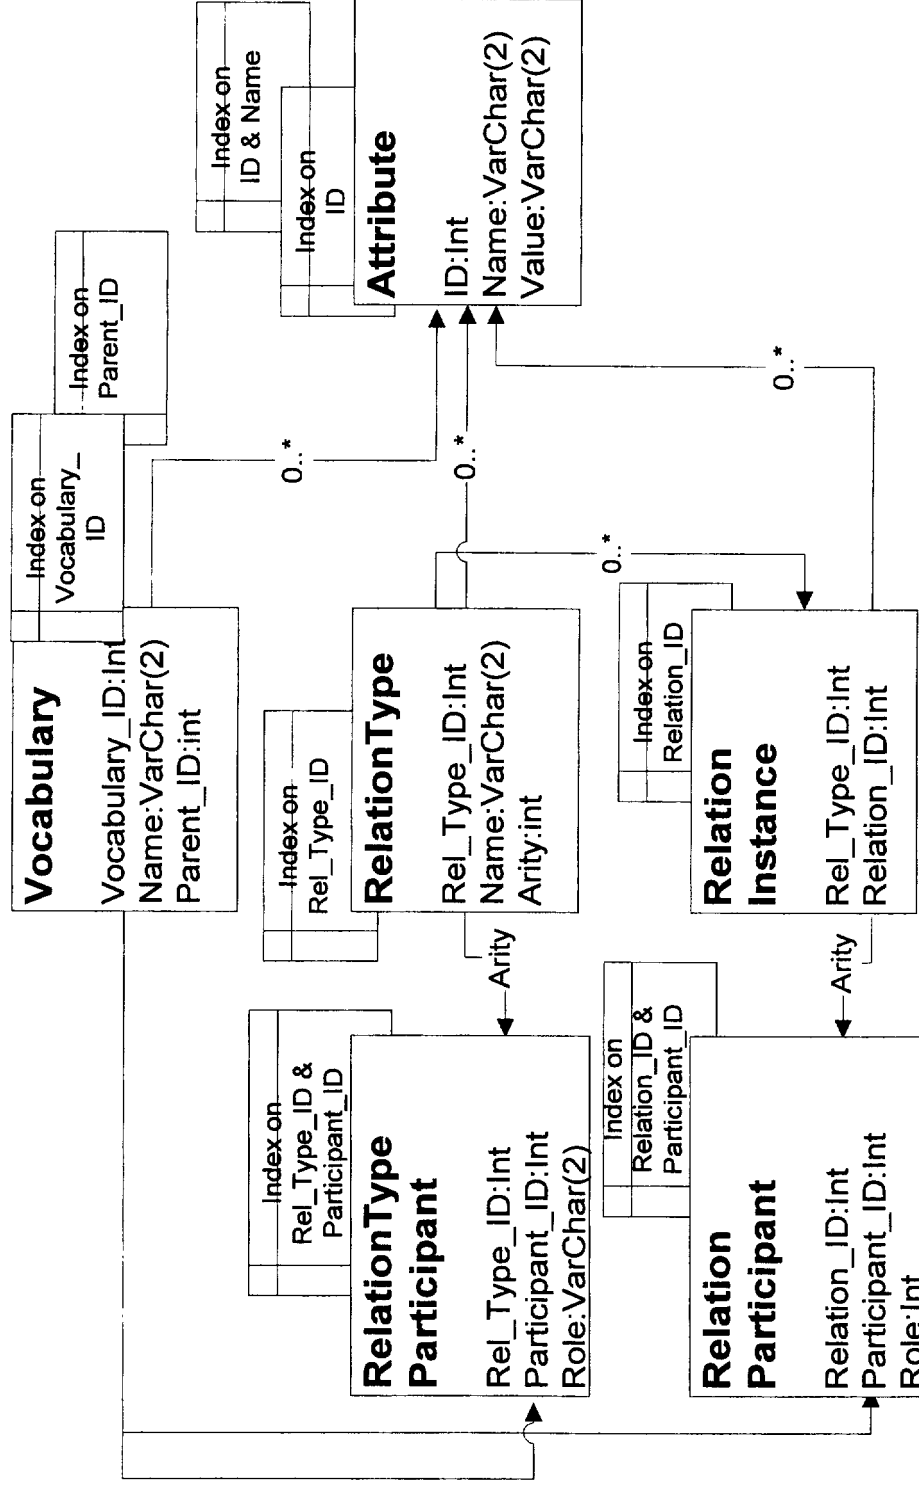 Vocabulary
Vocabulary_ID:Int
Name:VarChar(2)
Parent_ID:int
Index on
Vocabulary_
ID
Index on
Parent_ID
Index on
ID & Name
Index on
ID
0..*
Index on
Rel_Type_ID &
Participant_ID
Index on
Rel_Type_ID
RelationType
Participant
Rel_Type_ID:Int
Participant_ID:Int
Role:VarChar(2)
Arity
RelationType
Rel_Type_ID:Int
Name:VarChar(2)
Arity:int
0..*
Attribute
ID:Int
Name:VarChar(2)
Value:VarChar(2)
0..*
0..*
Index on
Relation_ID &
Participant_ID
Index on
Relation_ID
Relation
Participant
Relation_ID:Int
Participant_ID:Int
Role:Int
Arity
Relation
Instance
Rel_Type_ID:Int
Relation_ID:Int